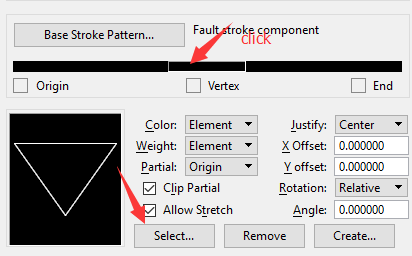 Base Stroke Pattern...
Fault stroke component
click
Origin
Vertex
End
Color: Element
Justify: Center
Weight: Element
X Offset: 0.000000
Partial: Origin
Y offset: 0.000000
Clip Partial
Rotation: Relative
Allow Stretch
Angle: 0.000000
Select...
Remove
Create...